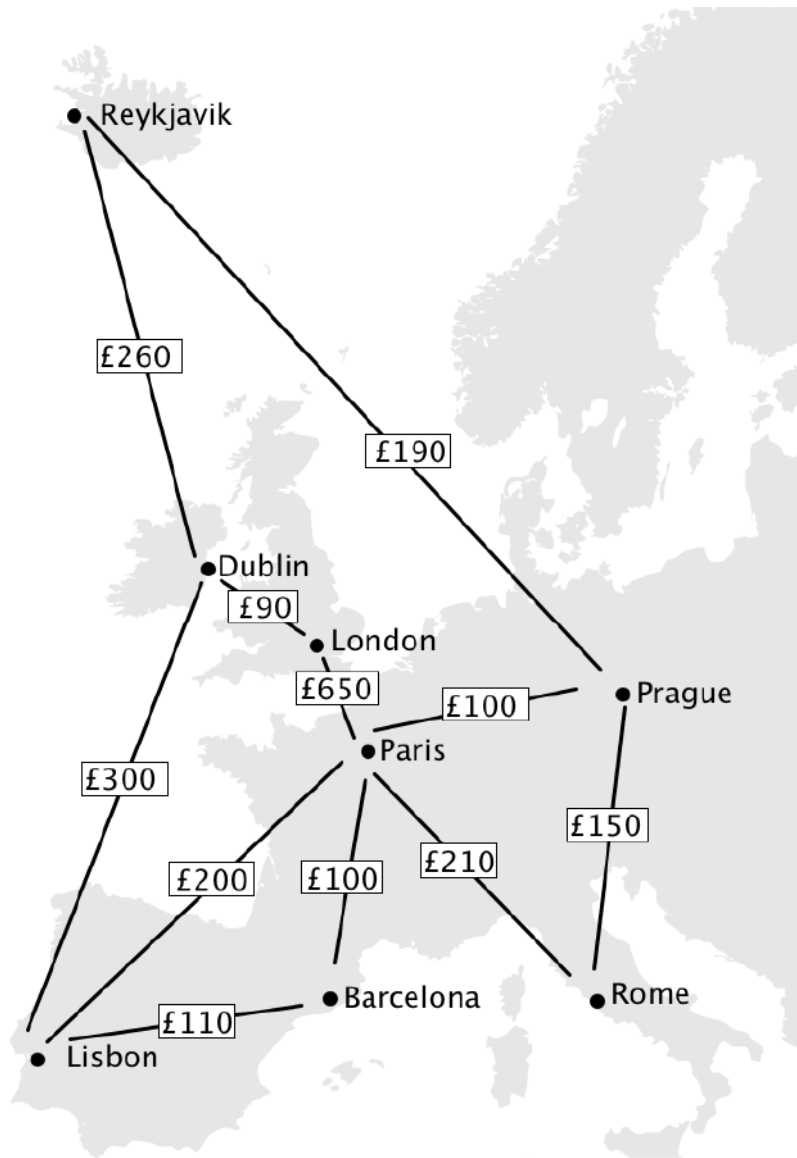 Reykjavik
£260
£190
Dublin
£90
London
£650
£100
Prague
Paris
£300
£150
£210
£200
£100
Barcelona
Rome
£110
Lisbon